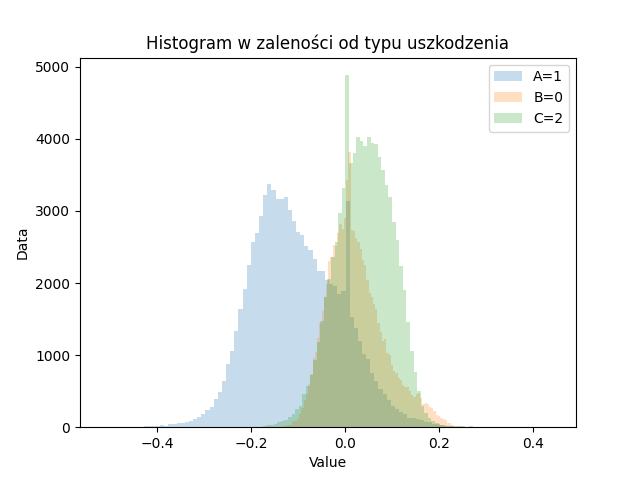 Histogram w zaleności od typu uszkodzenia
A=1
B=0
C=2
5000
4000
3000
2000
1000
0
Data
−0.4
−0.2
0.0
0.2
0.4
Value